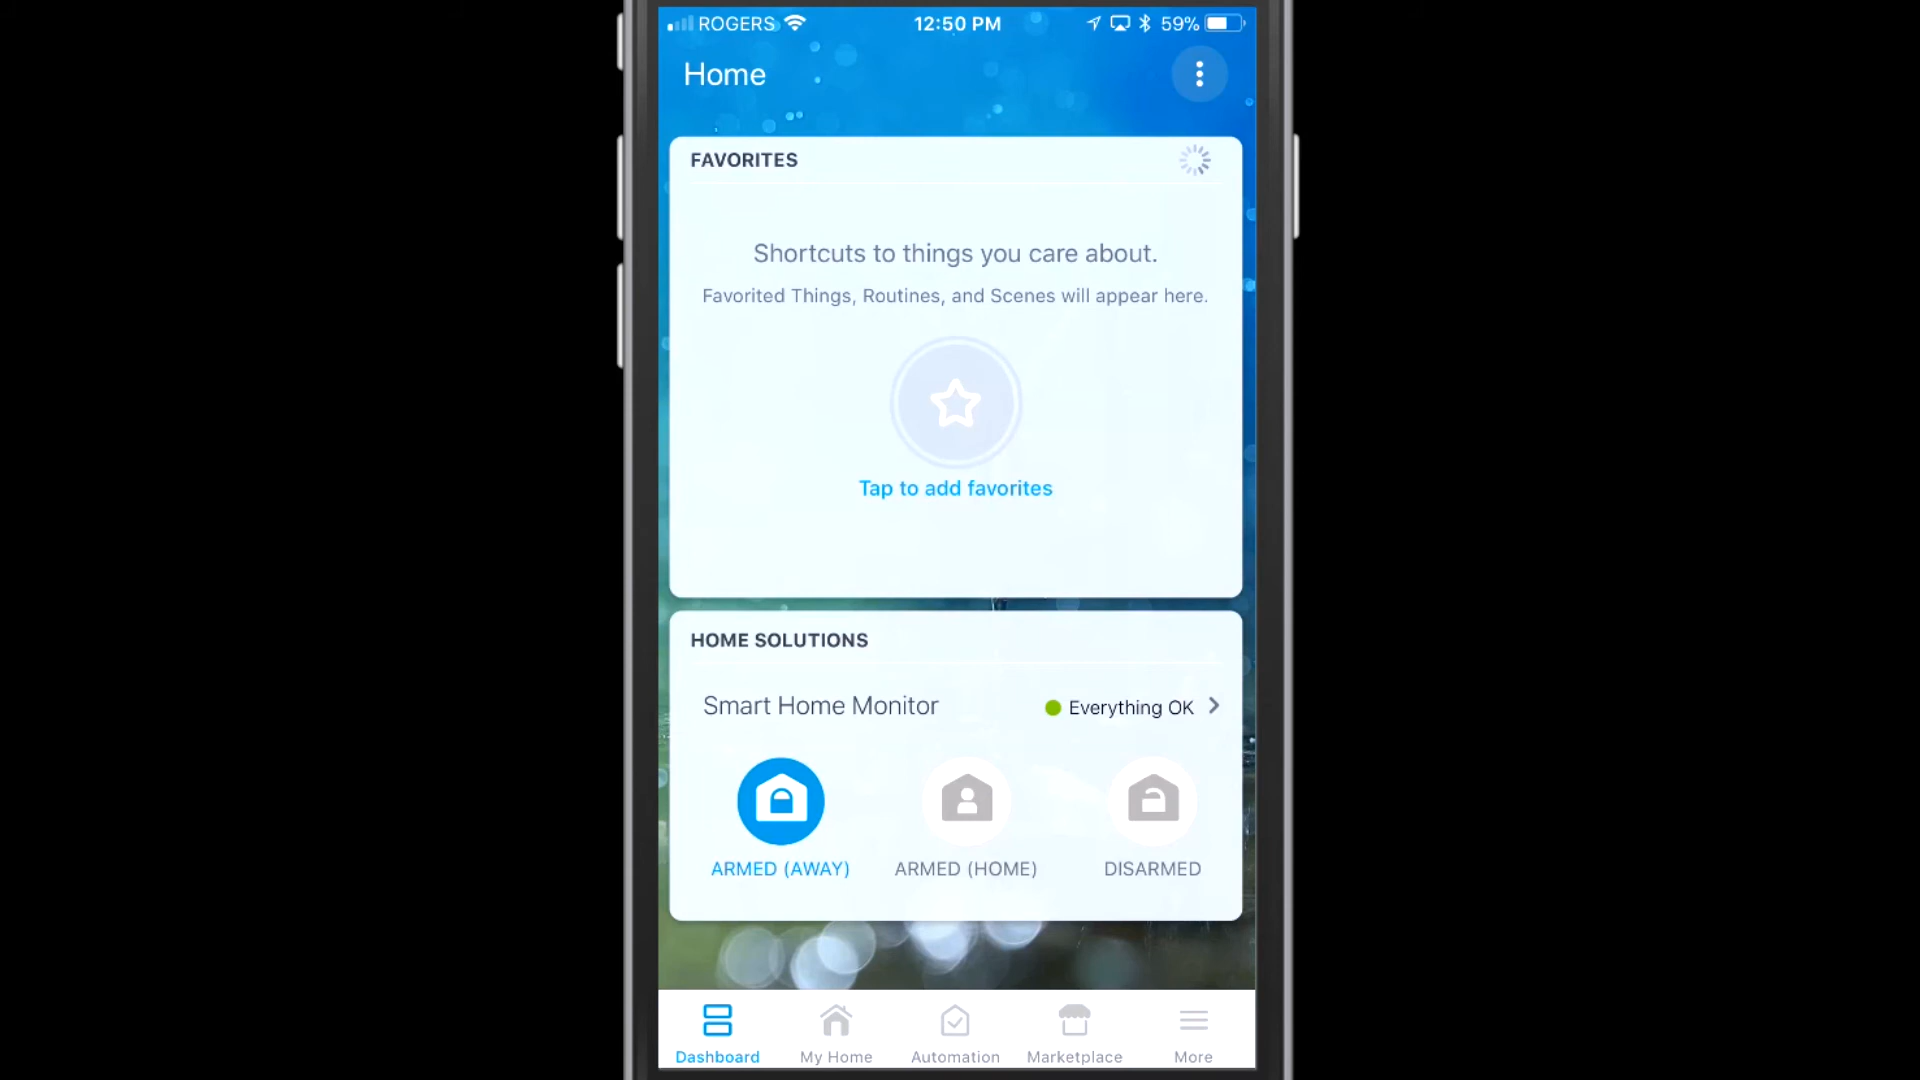 ROGERS 12:50 PM 59%
Home
FAVORITES
Shortcuts to things you care about.
Favorited Things, Routines, and Scenes will appear here.
Tap to add favorites
HOME SOLUTIONS
Smart Home Monitor Everything OK
ARMED (AWAY) ARMED (HOME) DISARMED
Dashboard My Home Automation Marketplace More